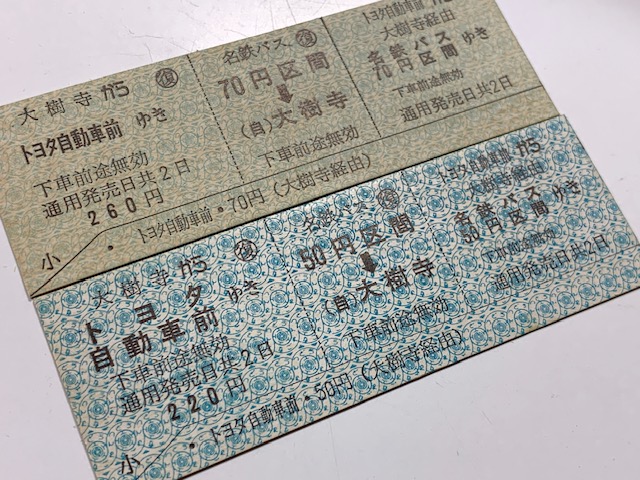 大樹寺から 復
トヨタ自動車前 ゆき
下車前途無効
通用発売日共2日
260円
小
名鉄バス 復
70円区間
↓
(自)大樹寺
下車前途無効
トヨタ自動車前・70円(大樹寺経由)
トヨタ自動車前から
大樹寺経由
名鉄バス
70円区間 ゆき
下車前途無効
通用発売日共2日
大樹寺から 復
トヨタ
自動車前 ゆき
下車前途無効
通用発売日共2日
220円
小
名鉄バス 復
50円区間
↓
(自)大樹寺
下車前途無効
・トヨタ自動車前・50円(大樹寺経由)
トヨタ自動車前から
大樹寺経由
名鉄バス
50円区間 ゆき
下車前途無効
通用発売日共2日